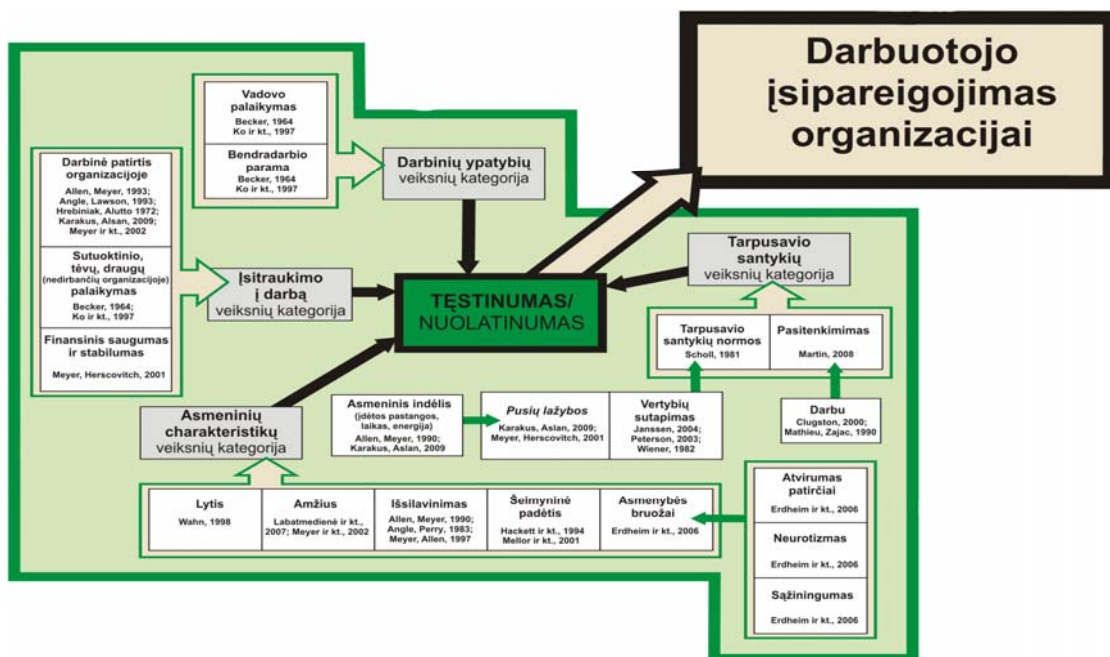 Darbuotojo
įsipareigojimas
organizacijai
Vadovo
palaikymas
Becker, 1964
Ko ir kt., 1997
Bendradarbio
parama
Becker, 1964
Ko ir kt., 1997
Darbinių ypatybių
veiksnių kategorija
Darbinė patirtis
organizacijoje
Allen, Meyer, 1993;
Angle, Lawson, 1993;
Hrebiniak, Alutto 1972;
Karakus, Alsan, 2009;
Meyer ir kt., 2002
Sutuoktinio,
tėvų, draugų
(nedirbančių organizacijoje)
palaikymas
Becker, 1964;
Ko ir kt., 1997
Finansinis saugumas
ir stabilumas
Meyer, Herscovitch, 2001
Įsitraukimo
į darbą
veiksnių kategorija
TĘSTINUMAS/
NUOLATINUMAS
Tarpusavio
santykių
veiksnių kategorija
Tarpusavio
santykių normos
Scholl, 1981
Pasitenkimimas
Martin, 2008
Asmeninių
charakteristikų
veiksnių kategorija
Asmeninis indėlis
(įdėtos pastangos,
laikas, energija)
Allen, Meyer, 1990;
Karakus, Aslan, 2009
Pusių lažybos
Karakus, Aslan, 2009;
Meyer, Herscovitch, 2001
Vertybių
sutapimas
Janssen, 2004;
Peterson, 2003;
Wiener, 1982
Darbu
Clugston, 2000;
Mathieu, Zajac, 1990
Lytis
Wahn, 1998
Amžius
Labatmedienė ir kt.,
2007; Meyer ir kt., 2002
Išsilavinimas
Allen, Meyer, 1990;
Angle, Perry, 1983;
Meyer, Allen, 1997
Šeimyninė
padėtis
Hackett ir kt., 1994
Mellor ir kt., 2001
Asmenybės
bruožai
Erdheim ir kt., 2006
Atvirumas
patirčiai
Erdheim ir kt., 2006
Neurotizmas
Erdheim ir kt., 2006
Sąžiningumas
Erdheim ir kt., 2006